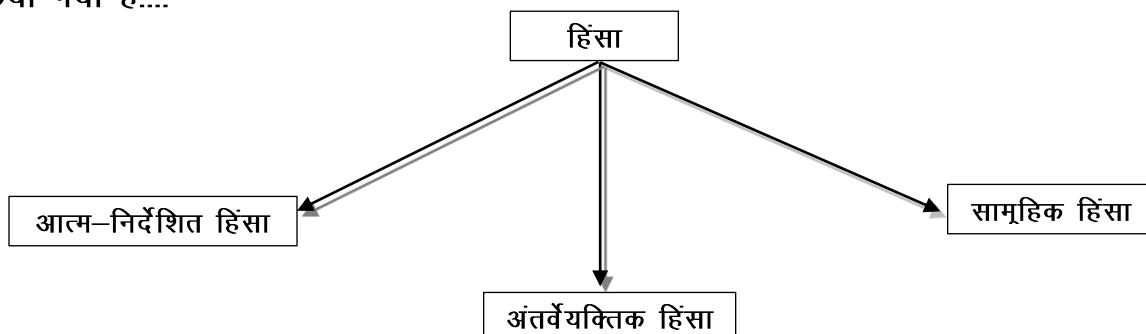 हिंसा
आत्म–निर्देशित हिंसा
सामूहिक हिंसा
अंतर्वेयक्तिक हिंसा